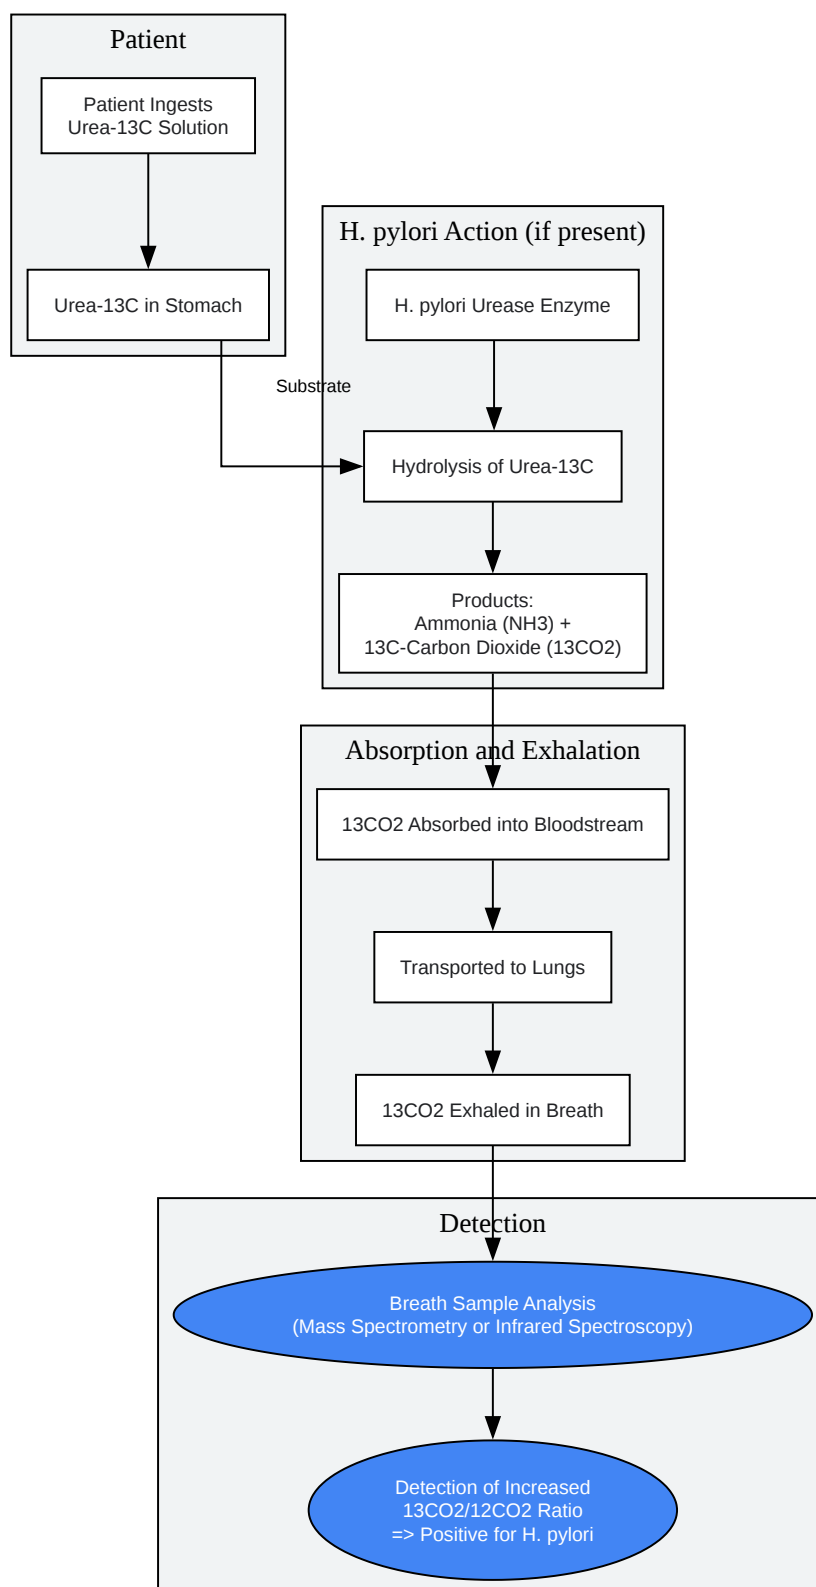 Patient
Patient Ingests
Urea-13C Solution
Urea-13C in Stomach
H. pylori Action (if present)
H. pylori Urease Enzyme
Substrate
Hydrolysis of Urea-13C
Products:
Ammonia (NH3) +
13C-Carbon Dioxide (13CO2)
Absorption and Exhalation
13CO2 Absorbed into Bloodstream
Transported to Lungs
13CO2 Exhaled in Breath
Detection
Breath Sample Analysis
(Mass Spectrometry or Infrared Spectroscopy)
Detection of Increased
13CO2/12CO2 Ratio
=> Positive for H. pylori